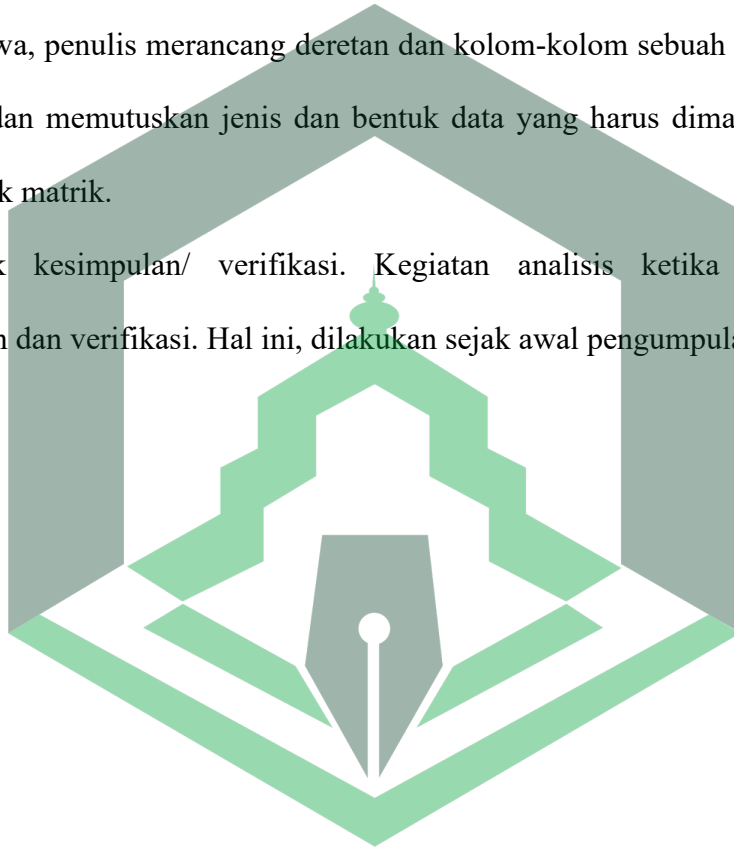 wa, penulis merancang deretan dan kolom-kolom sebuah
dan memutuskan jenis dan bentuk data yang harus dima
k matrik.
k kesimpulan/ verifikasi. Kegiatan analisis ketika
n dan verifikasi. Hal ini, dilakukan sejak awal pengumpula